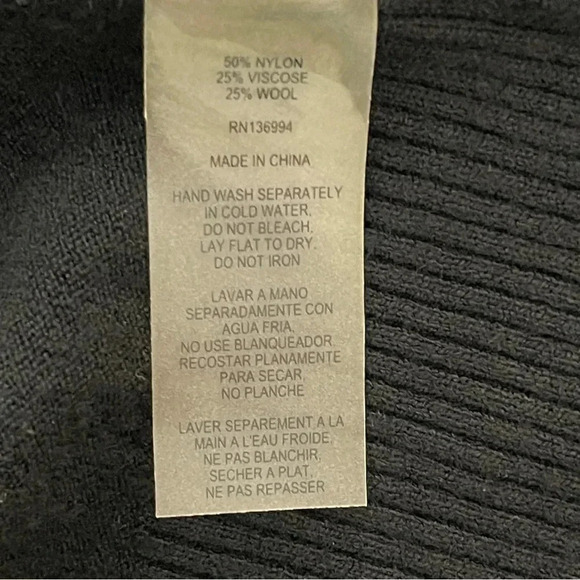 50% NYLON
25% VISCOSE
25% WOOL
RN136994
MADE IN CHINA
HAND WASH SEPARATELY
IN COLD WATER.
DO NOT BLEACH.
LAY FLAT TO DRY.
DO NOT IRON
LAVAR A MANO
SEPARADAMENTE CON
AGUA FRIA.
NO USE BLANQUEADOR.
RECOSTAR PLANAMENTE
PARA SECAR.
NO PLANCHE
LAVER SEPAREMENT A LA
MAIN A L'EAU FROIDE.
NE PAS BLANCHIR.
SECHER A PLAT.
NE PAS REPASSER